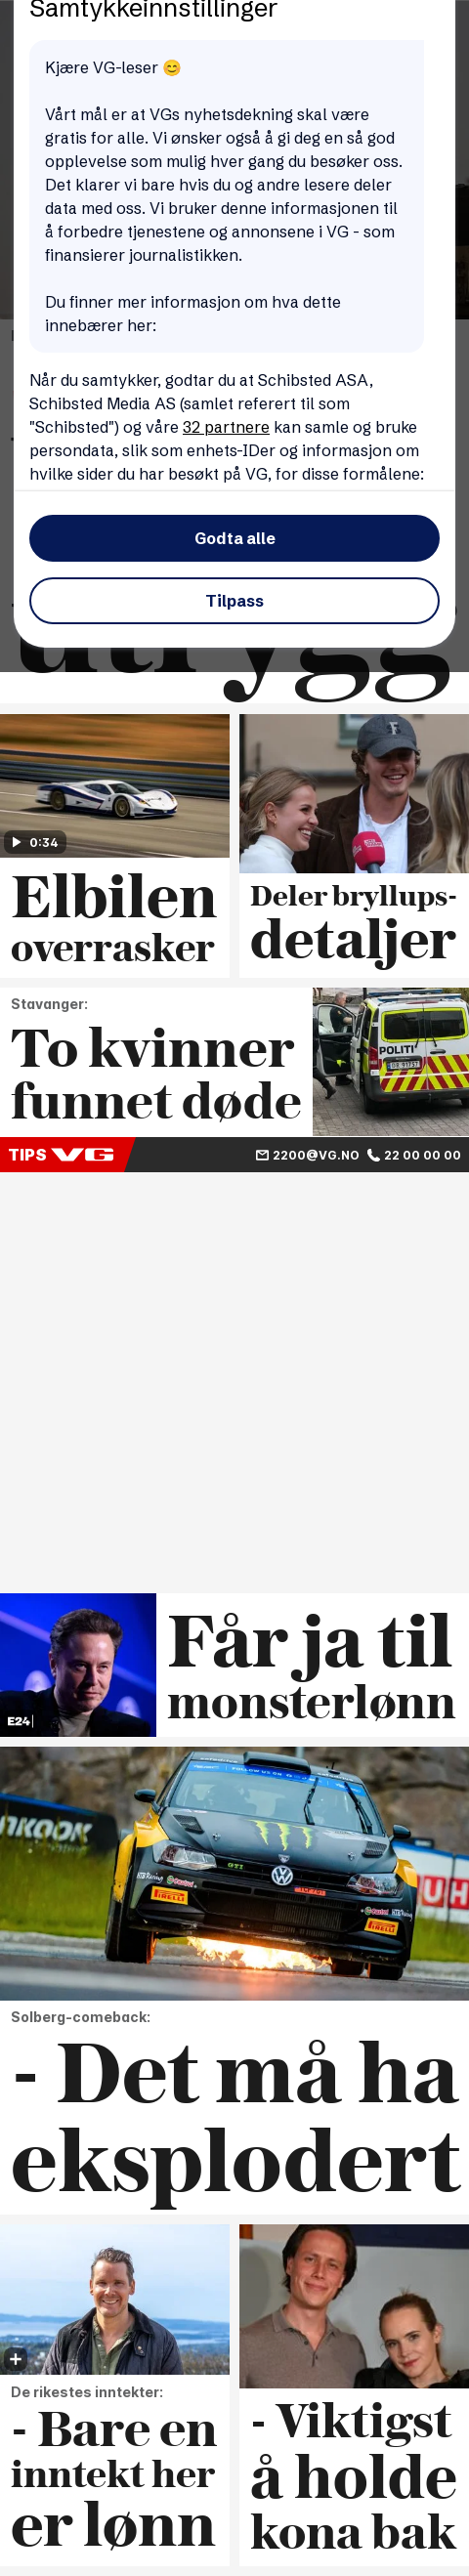 Samtykkeinnstillinger
Kjære VG-leser 😊
Vårt mål er at VGs nyhetsdekning skal være
gratis for alle. Vi ønsker også å gi deg en så god
opplevelse som mulig hver gang du besøker oss.
Det klarer vi bare hvis du og andre lesere deler
data med oss. Vi bruker denne informasjonen til
å forbedre tjenestene og annonsene i VG - som
finansierer journalistikken.
Du finner mer informasjon om hva dette
innebærer her:
Når du samtykker, godtar du at Schibsted ASA,
Schibsted Media AS (samlet referert til som
"Schibsted") og våre 32 partnere kan samle og bruke
persondata, slik som enhets-IDer og informasjon om
hvilke sider du har besøkt på VG, for disse formålene:
Godta alle
Tilpass
utrygg
0:34
Elbilen
overrasker
Deler bryllups-
detaljer
Stavanger:
To kvinner
funnet døde
POLITI
TIPS VG
2200@VG.NO 22 00 00 00
E24
Får ja til
monsterlønn
GTI
PIRELLI
PIRELLI
Solberg-comeback:
- Det må ha
eksplodert
De rikestes inntekter:
- Bare en
inntekt her
er lønn
- Viktigst
å holde
kona bak